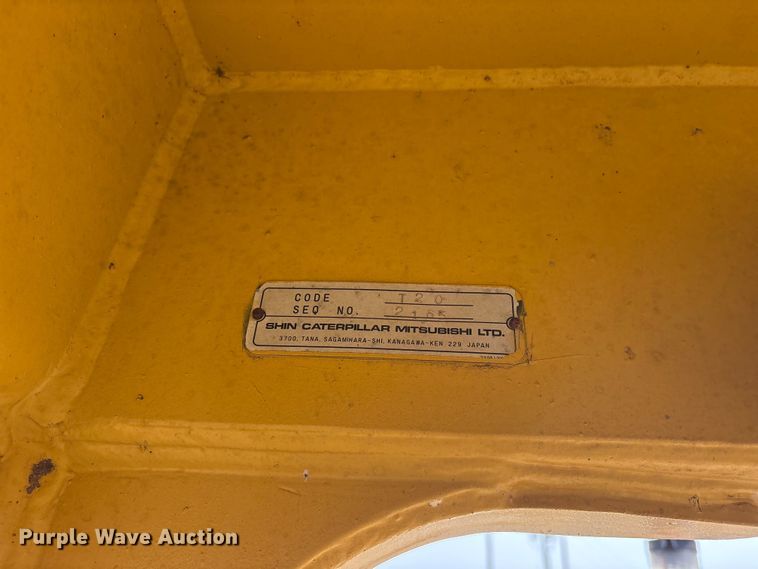 CODE T20
SEQ NO. 2185
SHIN CATERPILLAR MITSUBISHI LTD.
3700, TANA, SAGAMIHARA-SHI, KANAGAWA-KEN 229 JAPAN
Purple Wave Auction